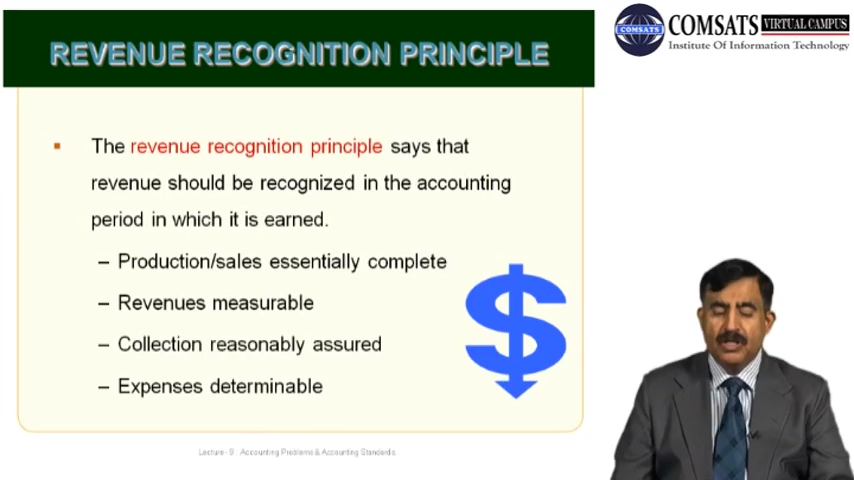 REVENUE RECOGNITION PRINCIPLE
COMSATS
COMSATS VIRTUAL CAMPUS
Institute Of Information Technology
▪ The revenue recognition principle says that
revenue should be recognized in the accounting
period in which it is earned.
– Production/sales essentially complete
– Revenues measurable
– Collection reasonably assured
– Expenses determinable
$
Lecture- 9 : Accounting Problems & Accounting Standards